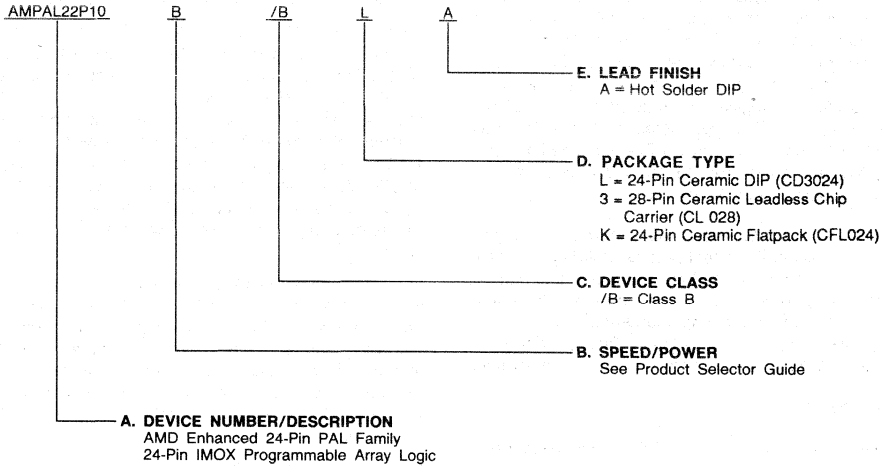 AMPAL22P10 B /B L A
E. LEAD FINISH
A = Hot Solder DIP
D. PACKAGE TYPE
L = 24-Pin Ceramic DIP (CD3024)
3 = 28-Pin Ceramic Leadless Chip
Carrier (CL 028)
K = 24-Pin Ceramic Flatpack (CFL024)
C. DEVICE CLASS
/B = Class B
B. SPEED/POWER
See Product Selector Guide
A. DEVICE NUMBER/DESCRIPTION
AMD Enhanced 24-Pin PAL Family
24-Pin IMOX Programmable Array Logic